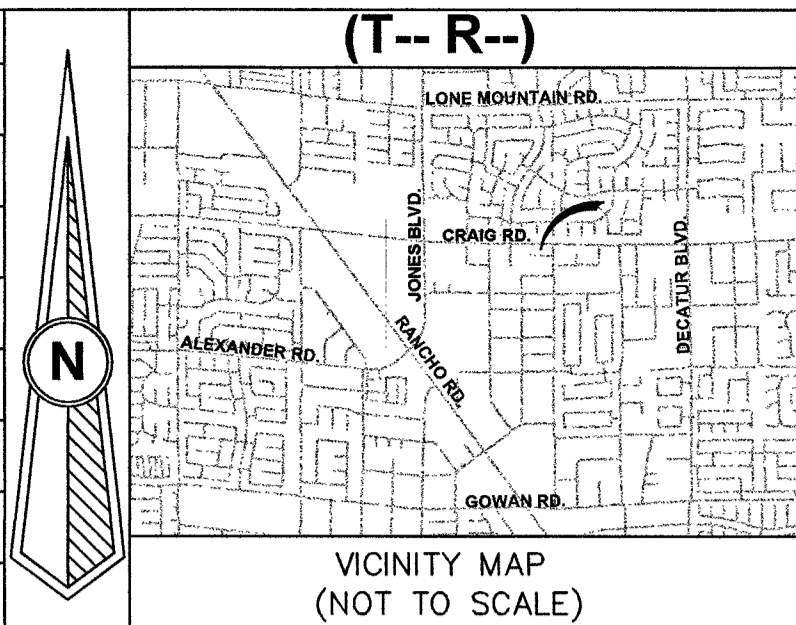 (T-- R--)
LONE MOUNTAIN RD.
JONES BLVD.
CRAIG RD.
DECATUR BLVD.
RANCHO RD.
ALEXANDER RD.
N
GOWAN RD.
VICINITY MAP
(NOT TO SCALE)